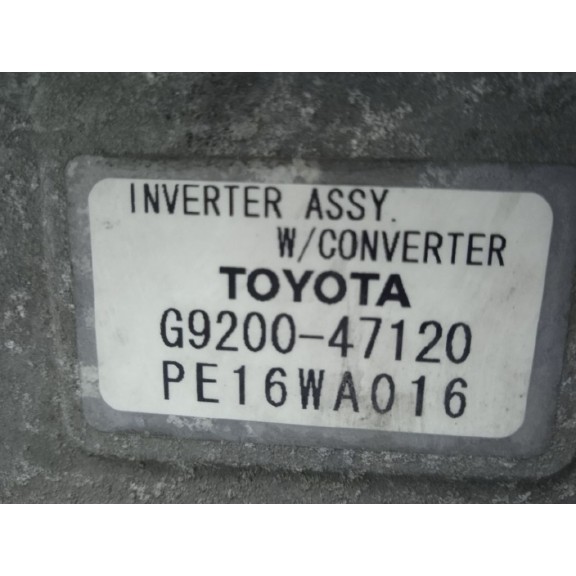 INVERTER ASSY.
W/CONVERTER
TOYOTA
G9200-47120
PE16WA016